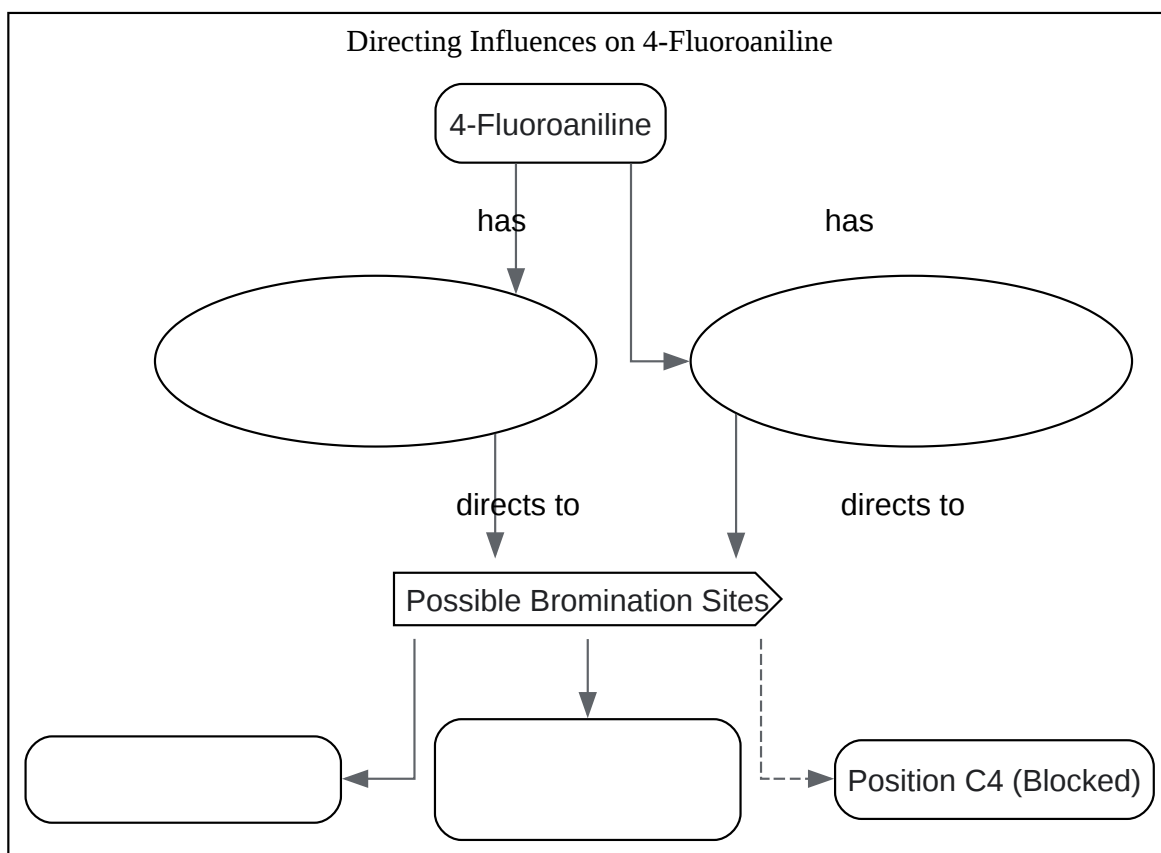 Directing Influences on 4-Fluoroaniline
4-Fluoroaniline
has
has
directs to
directs to
Possible Bromination Sites
Position C4 (Blocked)